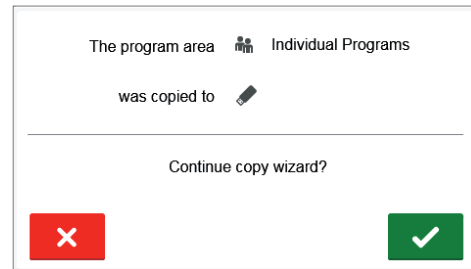 The program area Individual Programs
was copied to
Continue copy wizard?